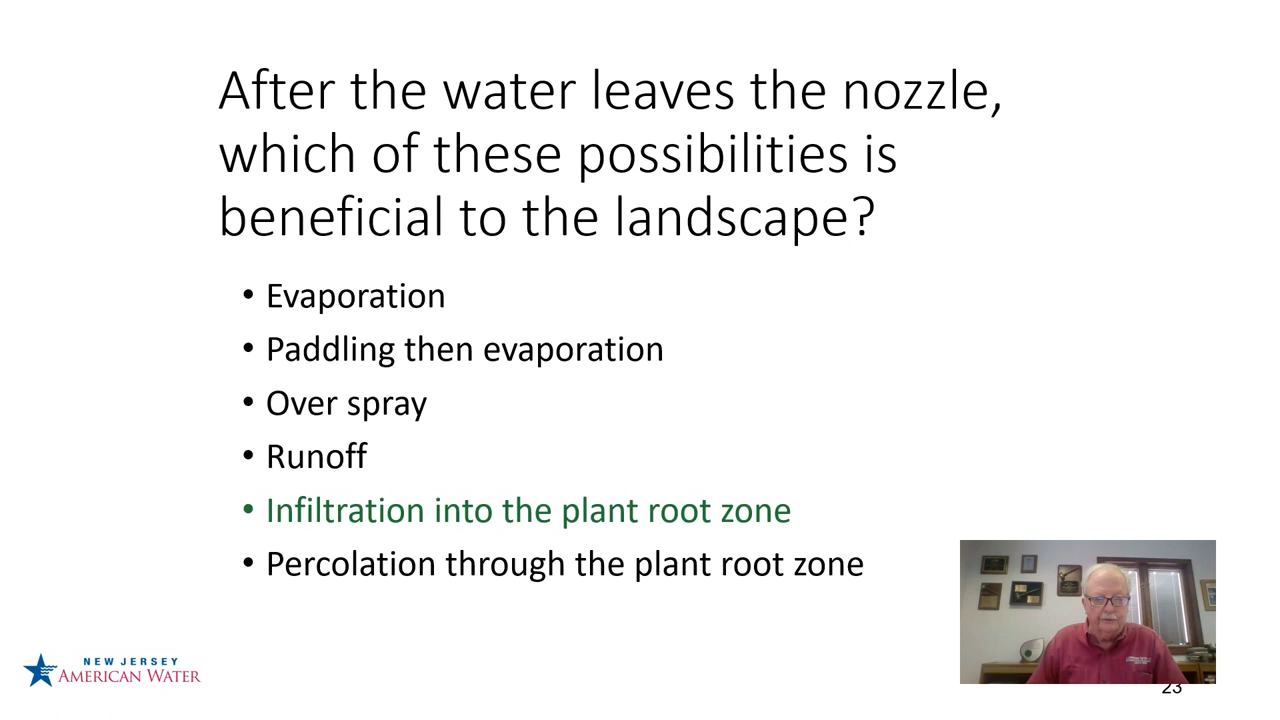 After the water leaves the nozzle,
which of these possibilities is
beneficial to the landscape?
• Evaporation
• Paddling then evaporation
• Over spray
• Runoff
• Infiltration into the plant root zone
• Percolation through the plant root zone
NEW JERSEY
AMERICAN WATER
23